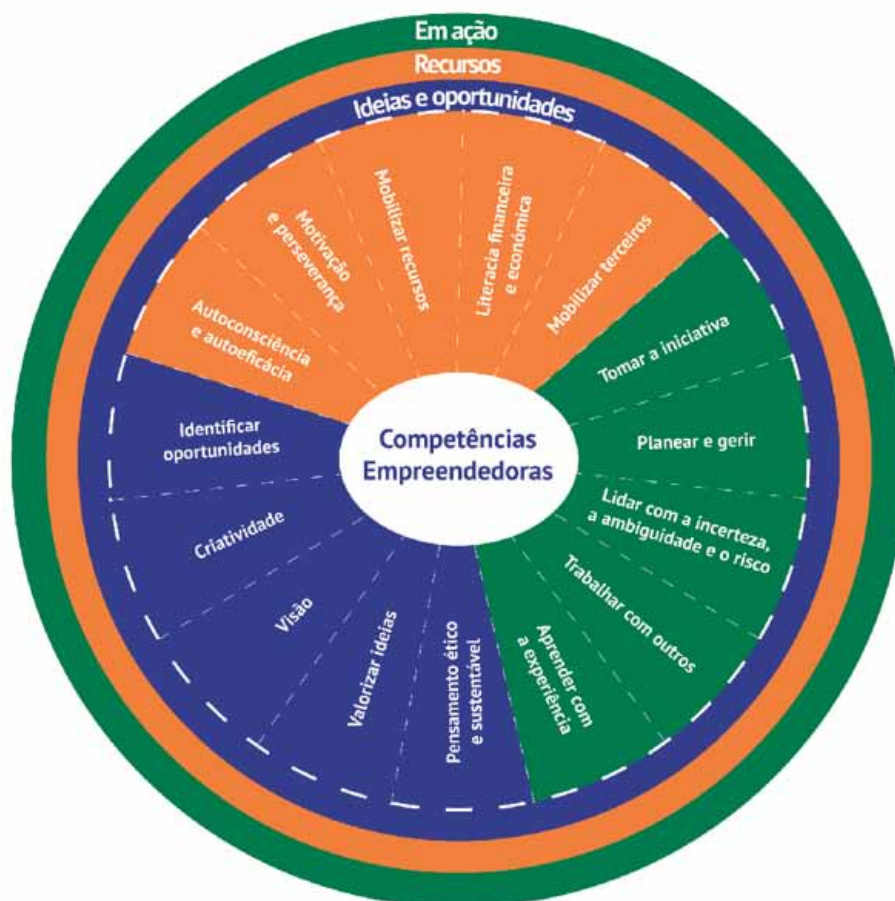 Em ação
Recursos
Ideias e oportunidades
Autoconsciência
e autoeficácia
Motivação
e perseverança
Mobilizar recursos
Literacia financeira
e económica
Mobilizar terceiros
Tomar a iniciativa
Planear e gerir
Lidar com a incerteza,
a ambiguidade e o risco
Trabalhar com outros
Aprender com
a experiência
Pensamento ético
e sustentável
Valorizar ideias
Visão
Criatividade
Identificar
oportunidades
Competências
Empreendedoras